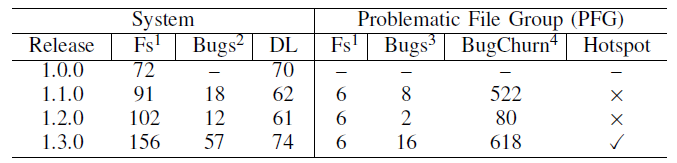 System Problematic File Group (PFG)
Release Fs¹ Bugs² DL Fs¹ Bugs³ BugChurn⁴ Hotspot
1.0.0 72 – 70 – – – –
1.1.0 91 18 62 6 8 522 ×
1.2.0 102 12 61 6 2 80 ×
1.3.0 156 57 74 6 16 618 ✓